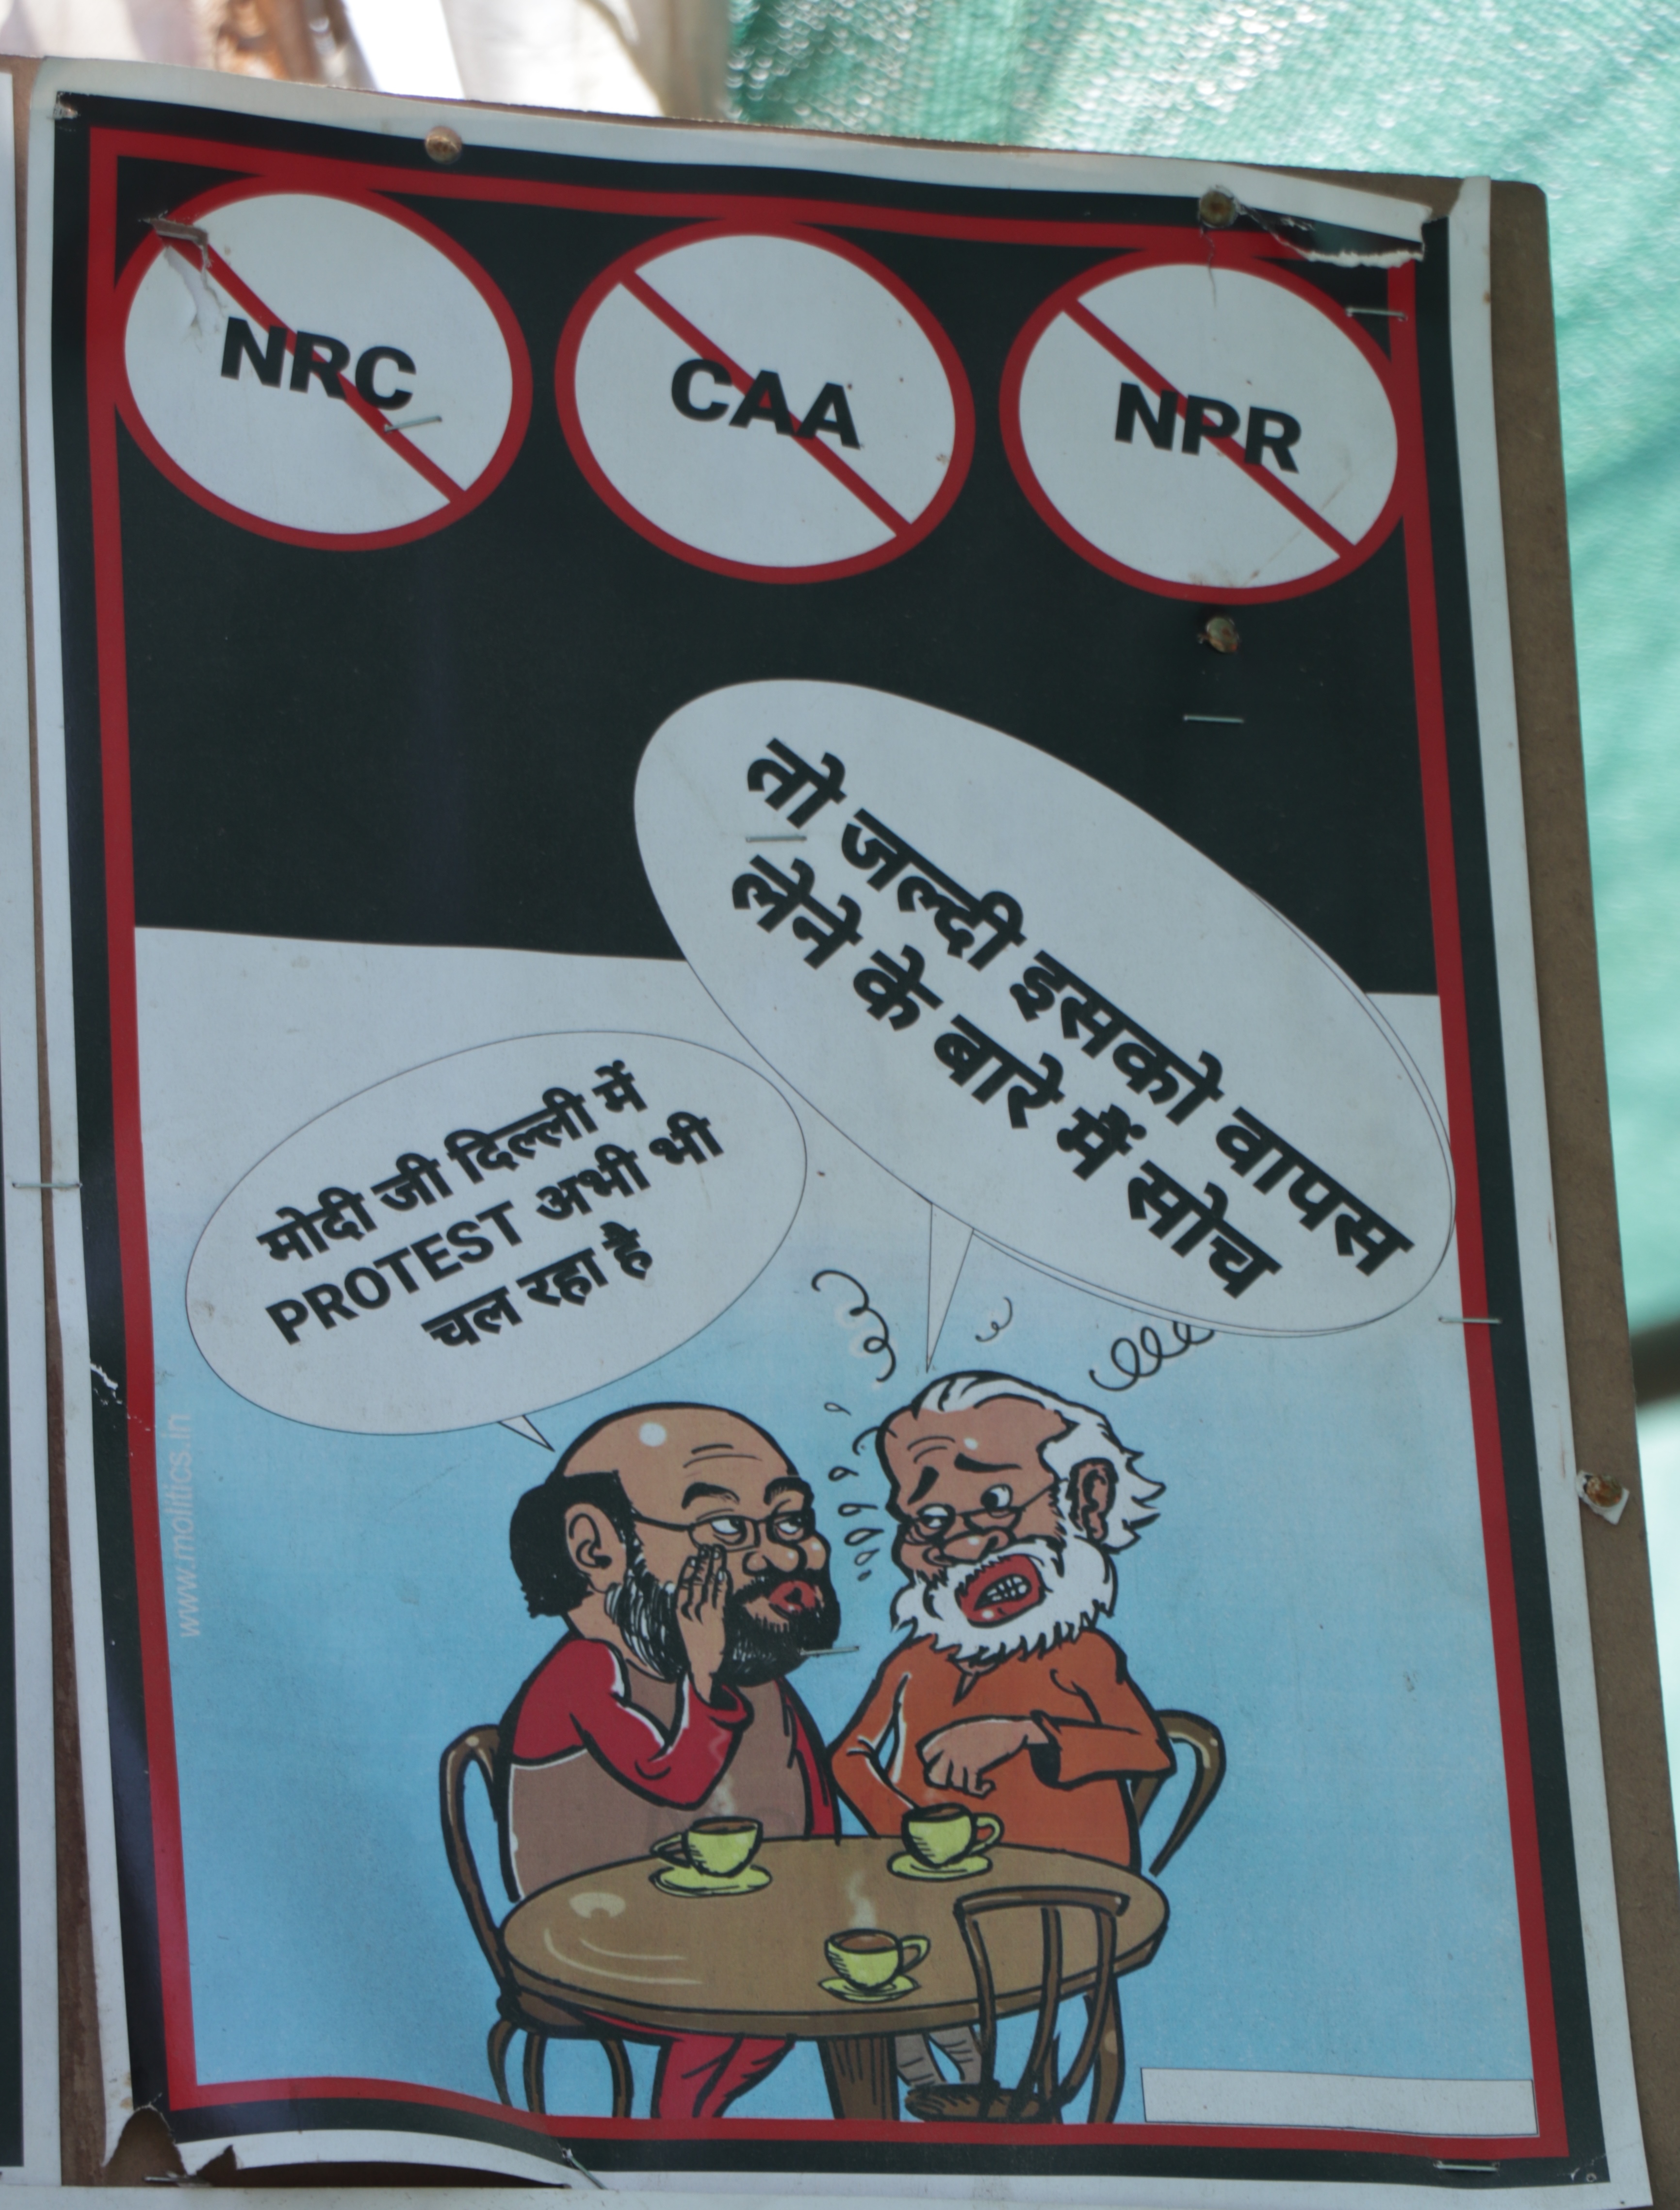 NRC
CAA
NPR
तो जल्दी इसको वापस
लेने के बारे मैं सोच
मोदी जी दिल्ली में
PROTEST अभी भी
चल रहा है
www.molitics.in